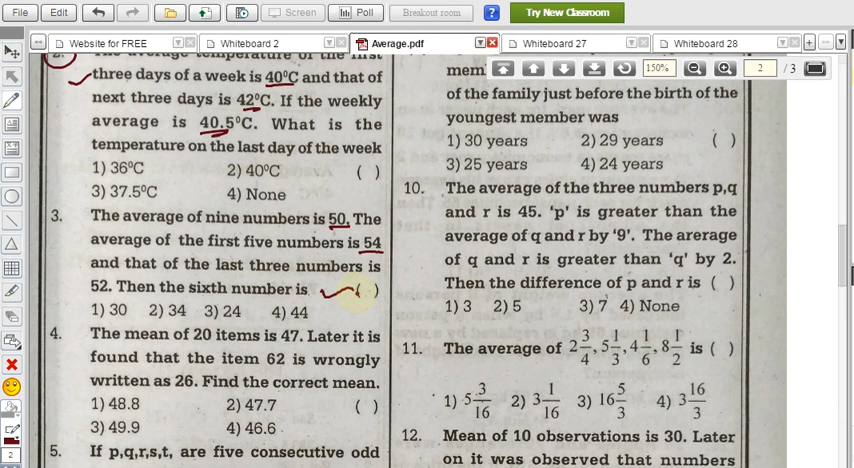 File
Edit
Screen
Poll
Breakout room
?
Try New Classroom
Website for FREE
Whiteboard 2
Average.pdf
Whiteboard 27
Whiteboard 28
150%
2 / 3
2
three days of a week is 40⁰C and that of
next three days is 42⁰C. If the weekly
average is 40.5⁰C. What is the
temperature on the last day of the week
1) 36⁰C 2) 40⁰C ( )
3) 37.5⁰C 4) None
3. The average of nine numbers is 50. The
average of the first five numbers is 54
and that of the last three numbers is
52. Then the sixth number is ( )
1) 30 2) 34 3) 24 4) 44
4. The mean of 20 items is 47. Later it is
found that the item 62 is wrongly
written as 26. Find the correct mean.
1) 48.8 2) 47.7 ( )
3) 49.9 4) 46.6
5. If p,q,r,s,t, are five consecutive odd
of the family just before the birth of the
youngest member was
1) 30 years 2) 29 years ( )
3) 25 years 4) 24 years
10. The average of the three numbers p,q
and r is 45. 'p' is greater than the
average of q and r by '9'. The arerage
of q and r is greater than 'q' by 2.
Then the difference of p and r is ( )
1) 3 2) 5 3) 7 4) None
11. The average of 2 3/4, 5 1/3, 4 1/6, 8 1/2 is ( )
1) 5 3/16 2) 3 1/16 3) 16 5/3 4) 3 16/3
12. Mean of 10 observations is 30. Later
on it was observed that numbers